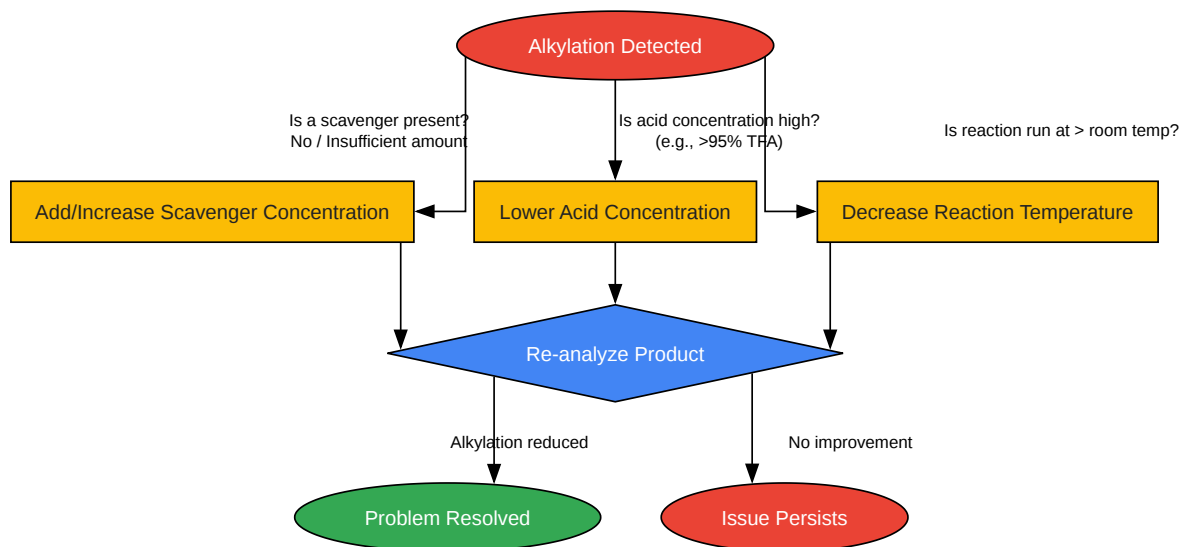 Alkylation Detected
Is a scavenger present?
No / Insufficient amount
Is acid concentration high?
(e.g., >95% TFA)
Is reaction run at > room temp?
Add/Increase Scavenger Concentration
Lower Acid Concentration
Decrease Reaction Temperature
Re-analyze Product
Alkylation reduced
No improvement
Problem Resolved
Issue Persists